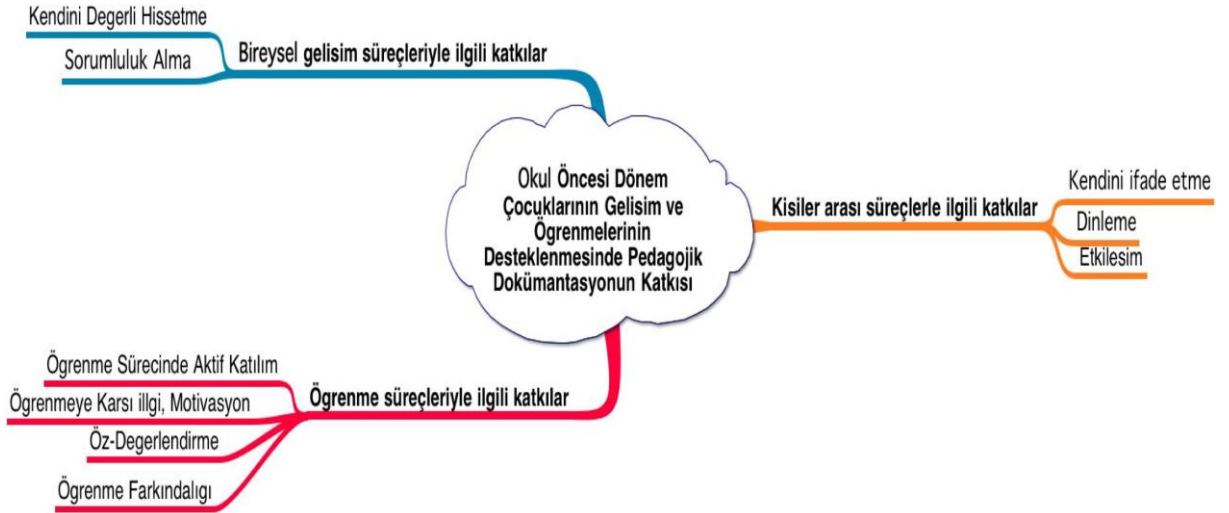 Kendini Degerli Hissetme
Sorumluluk Alma
Bireysel gelisim süreçleriyle ilgili katkılar
Okul Öncesi Dönem
Çocuklarının Gelisim ve
Ögrenmelerinin
Desteklenmesinde Pedagojik
Dokümantasyonun Katkısı
Kisiler arası süreçlerle ilgili katkılar
Kendini ifade etme
Dinleme
Etkilesim
Ögrenme süreçleriyle ilgili katkılar
Ögrenme Sürecinde Aktif Katılım
Ögrenmeye Karsı illgi, Motivasyon
Öz-Degerlendirme
Ögrenme Farkındalıgı